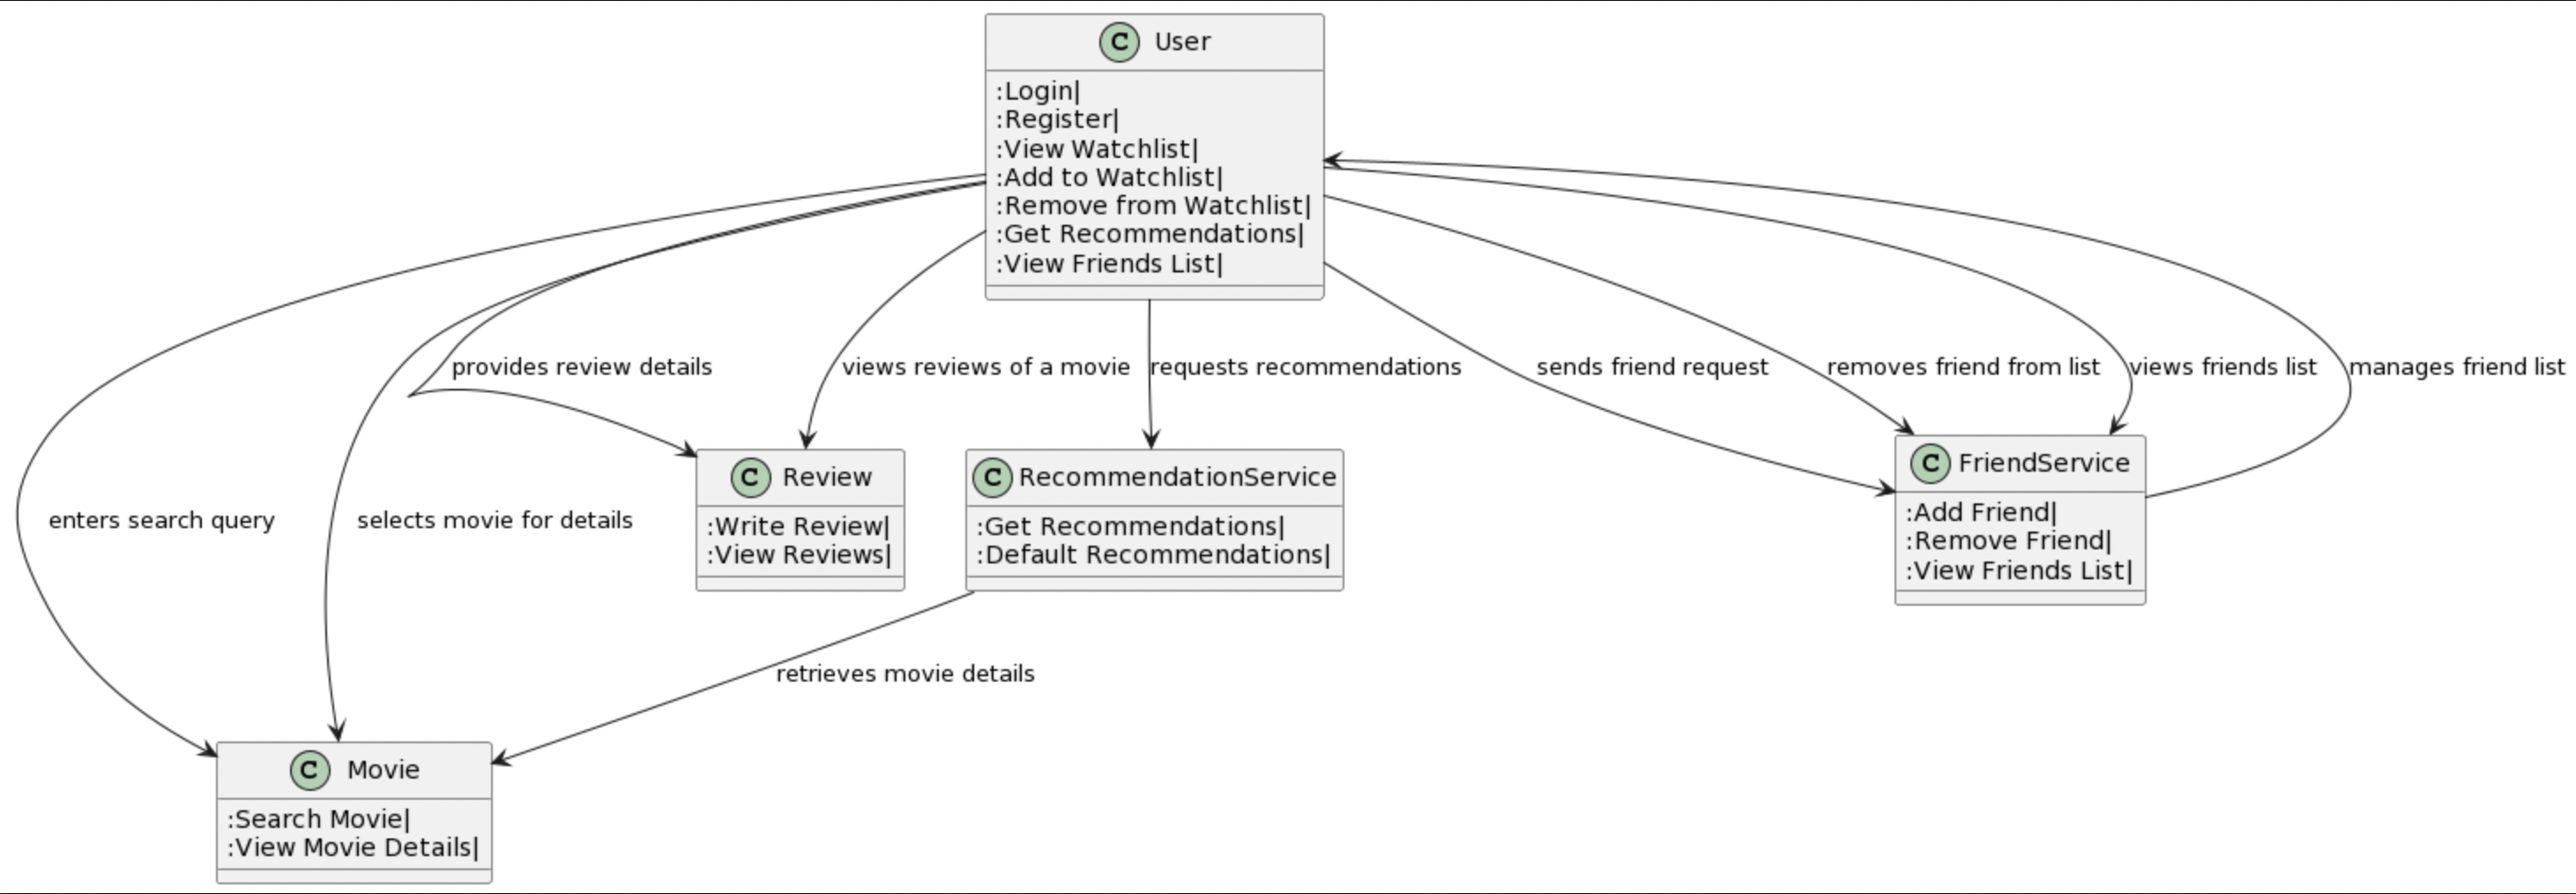 C User
:Login|
:Register|
:View Watchlist|
:Add to Watchlist|
:Remove from Watchlist|
:Get Recommendations|
:View Friends List|
provides review details
views reviews of a movie
requests recommendations
sends friend request
removes friend from list
views friends list
manages friend list
enters search query
selects movie for details
C Review
:Write Review|
:View Reviews|
C RecommendationService
:Get Recommendations|
:Default Recommendations|
C FriendService
:Add Friend|
:Remove Friend|
:View Friends List|
retrieves movie details
C Movie
:Search Movie|
:View Movie Details|